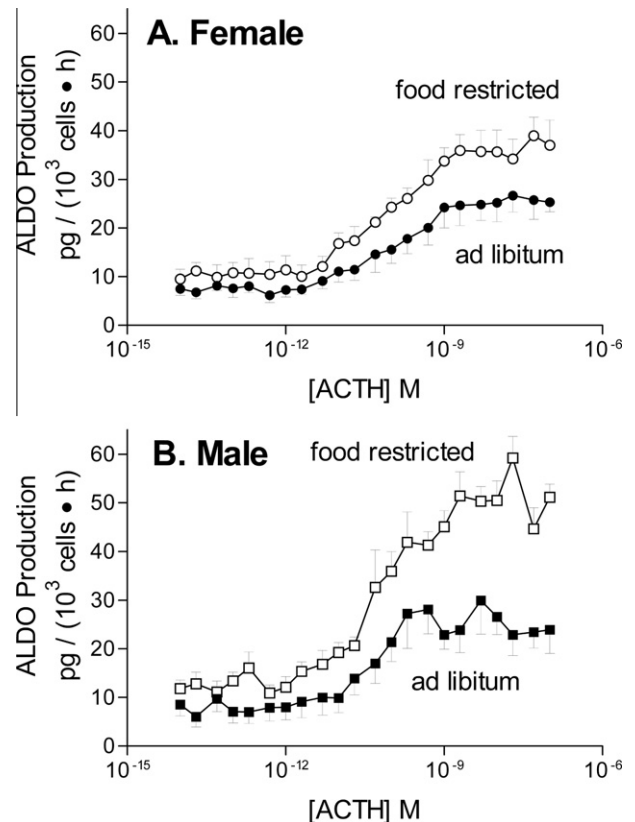 A. Female
60
50
40
30
20
10
0
ALDO Production
pg / (10³ cells • h)
food restricted
ad libitum
10⁻¹⁵
10⁻¹²
10⁻⁹
10⁻⁶
[ACTH] M
B. Male
60
50
40
30
20
10
0
ALDO Production
pg / (10³ cells • h)
food restricted
ad libitum
10⁻¹⁵
10⁻¹²
10⁻⁹
10⁻⁶
[ACTH] M